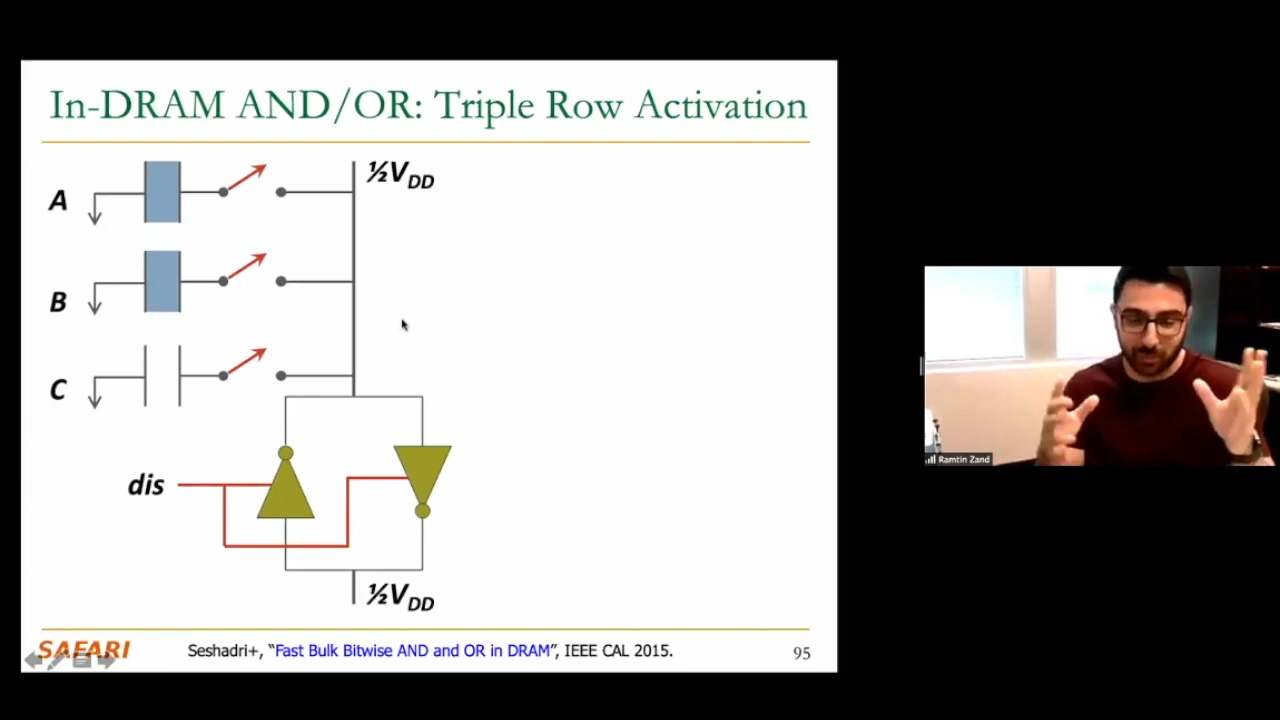 In-DRAM AND/OR: Triple Row Activation
½VDD
A
B
C
dis
½VDD
SAFARI
Seshadri+, “Fast Bulk Bitwise AND and OR in DRAM”, IEEE CAL 2015.
95
Ramtin Zand